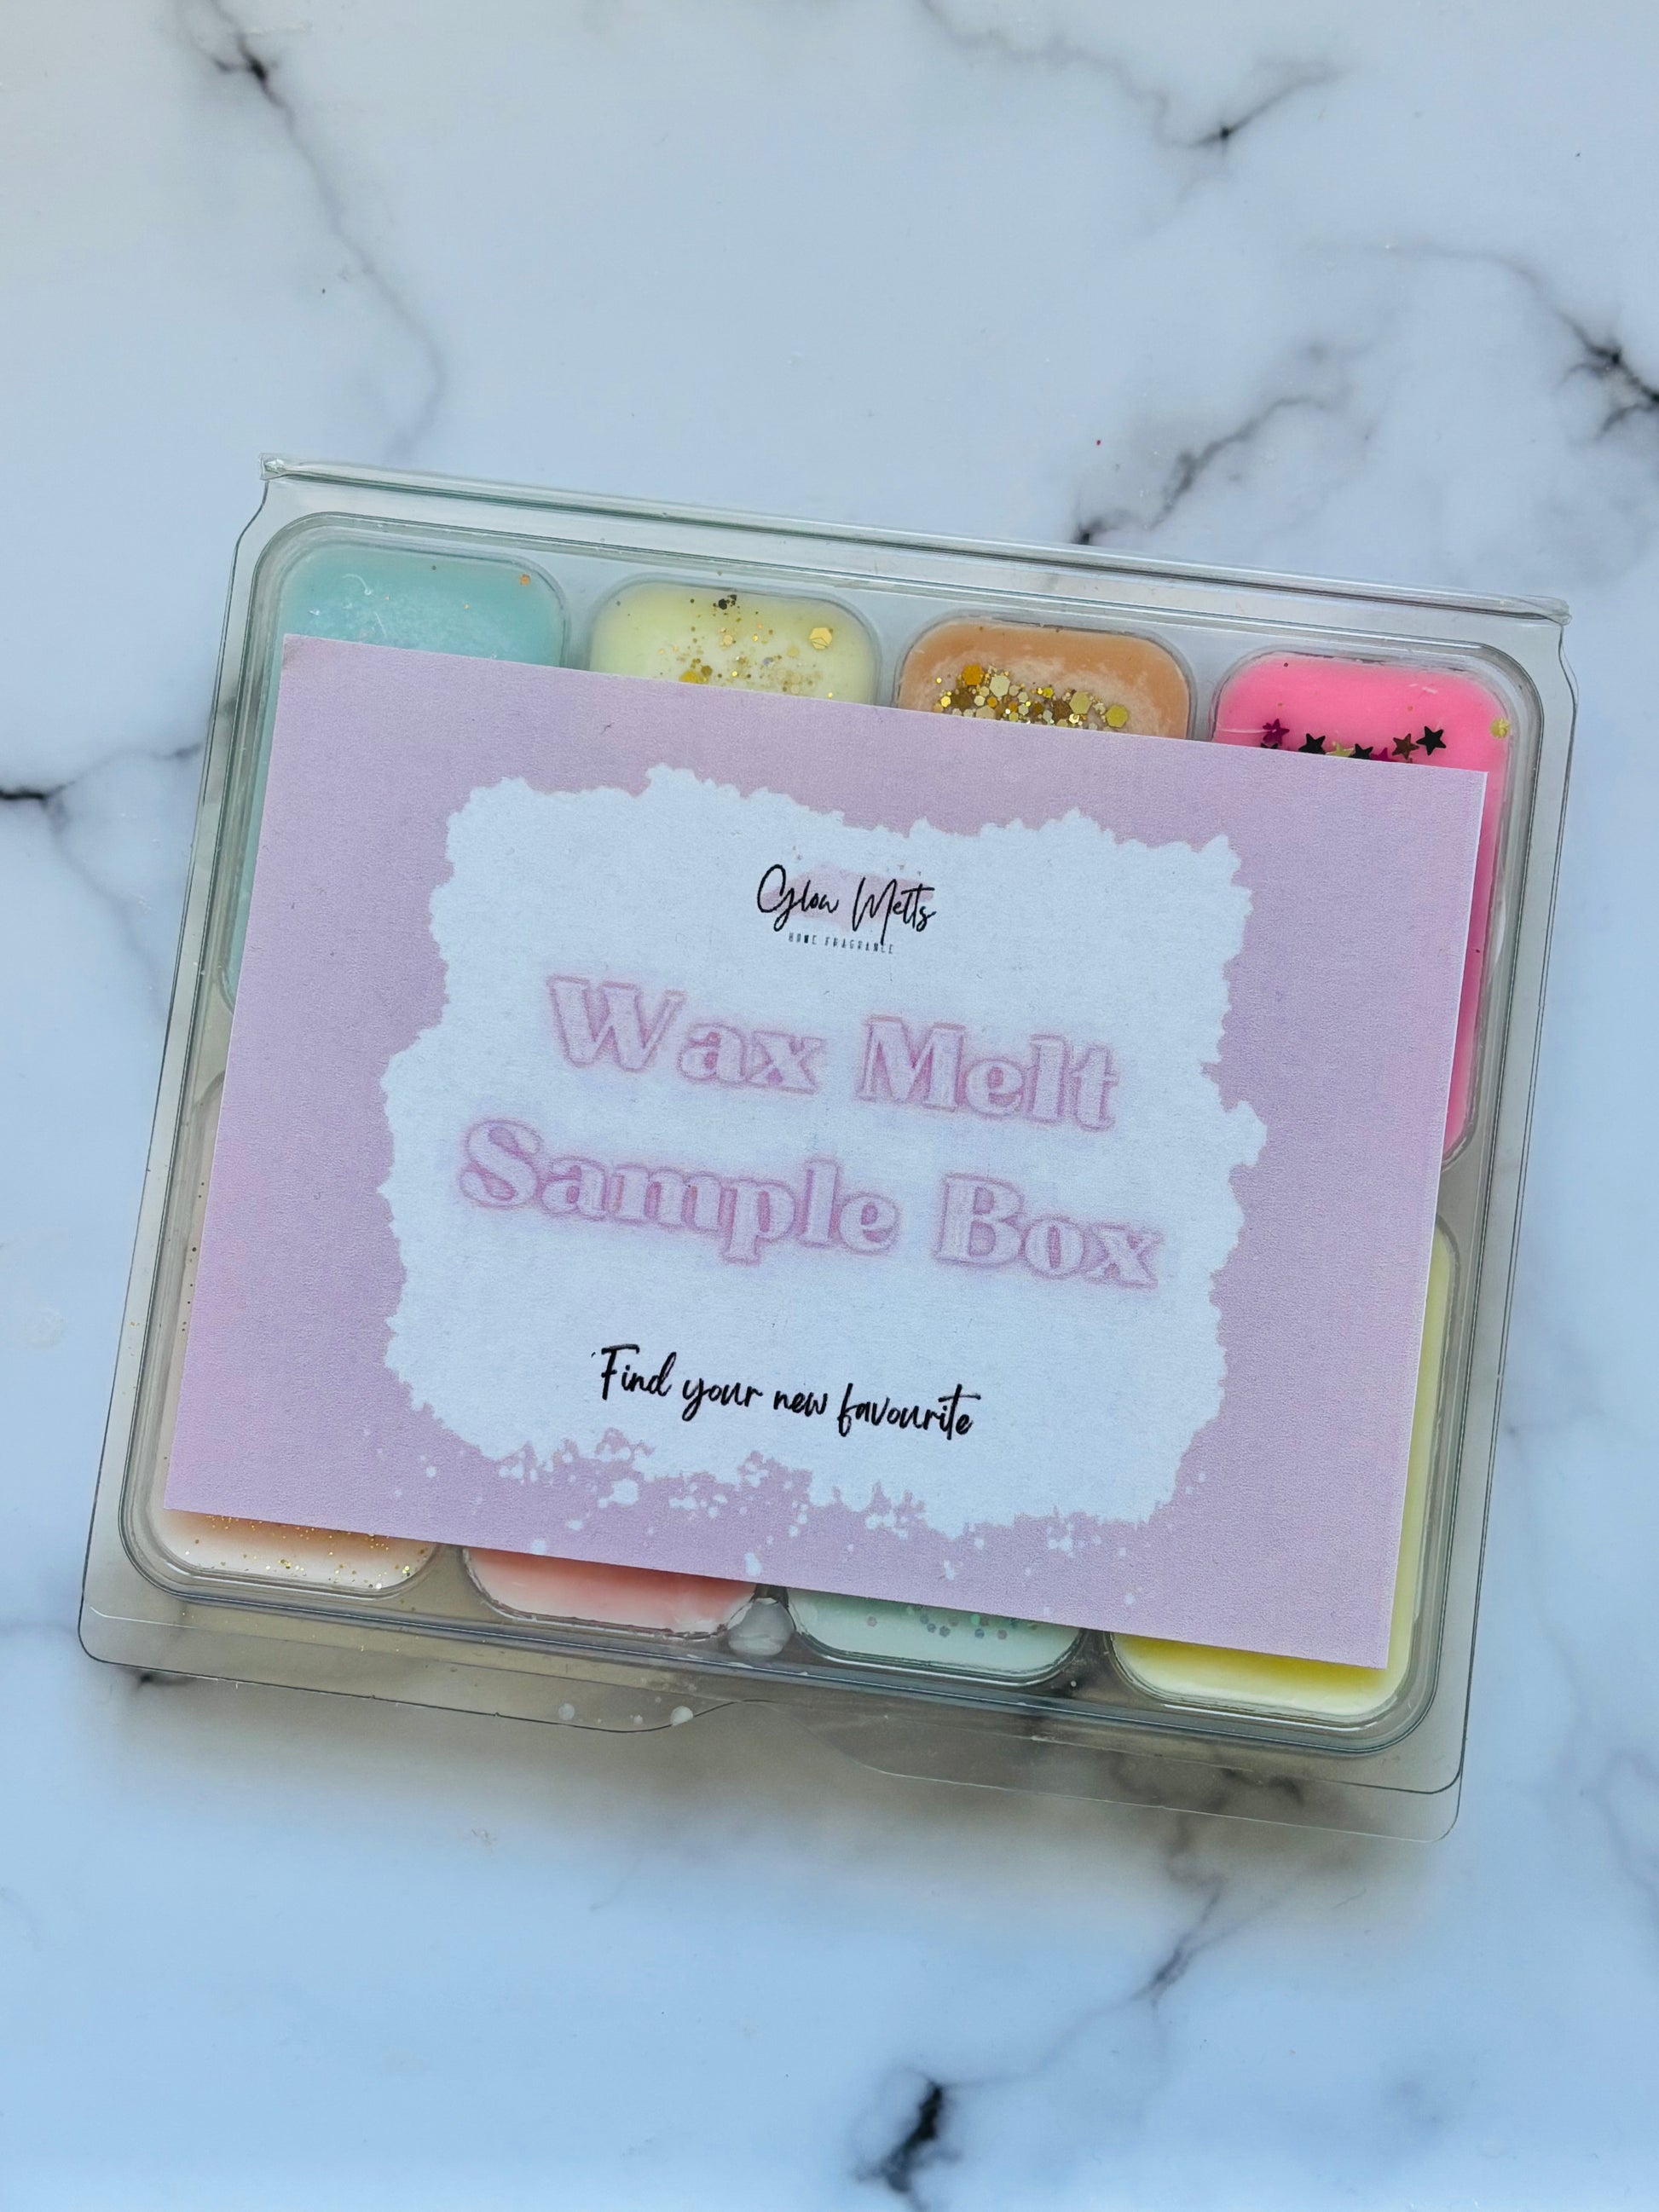 Glow Melts
HOME FRAGRANCE
Wax Melt
Sample Box
Find your new favourite